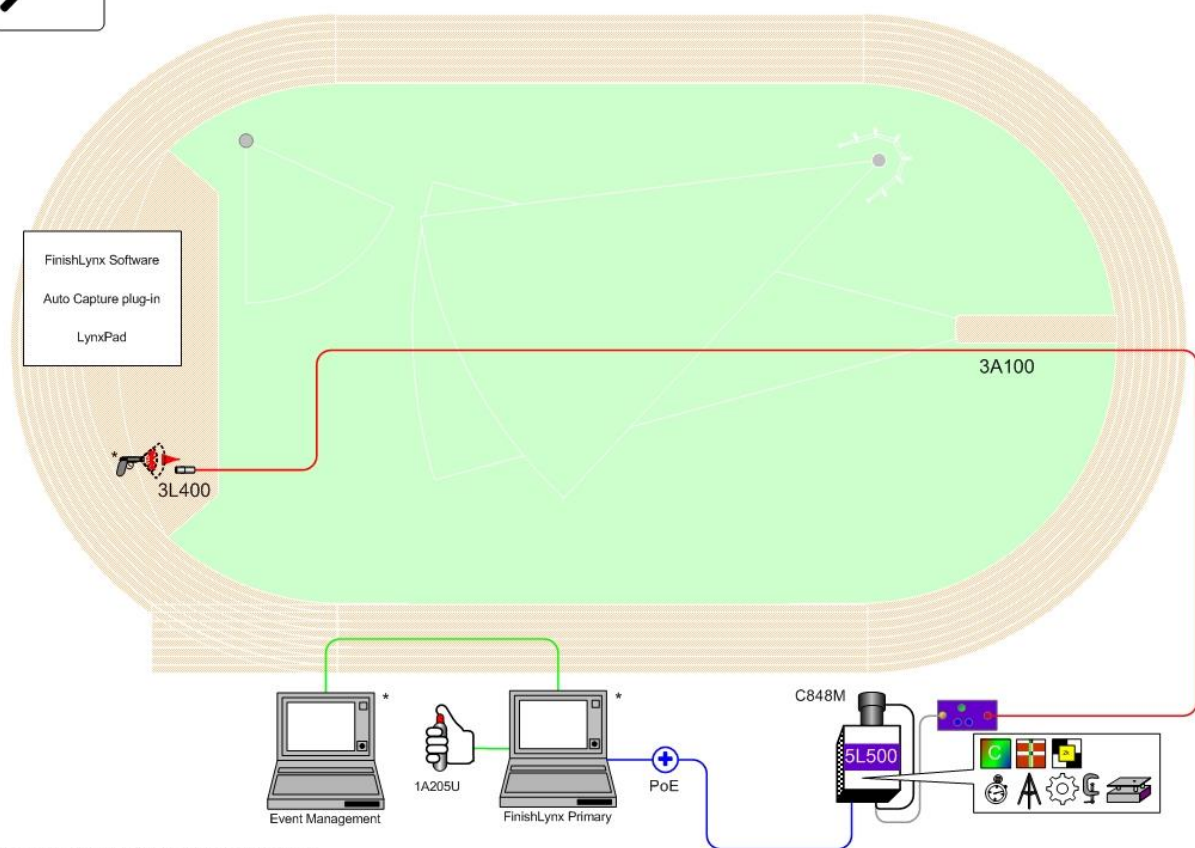 FinishLynx Software
Auto Capture plug-in
LynxPad
3A100
*
3L400
*
*
C848M
5L500
C
1A205U
PoE
Event Management
FinishLynx Primary